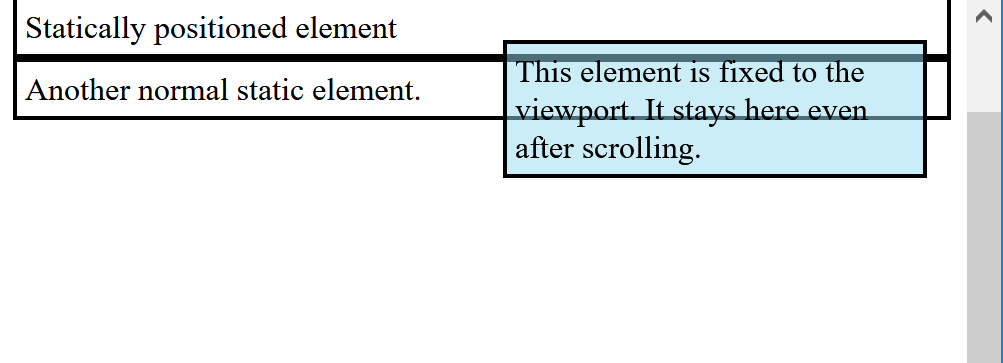 Statically positioned element
Another normal static element.
This element is fixed to the
viewport. It stays here even
after scrolling.